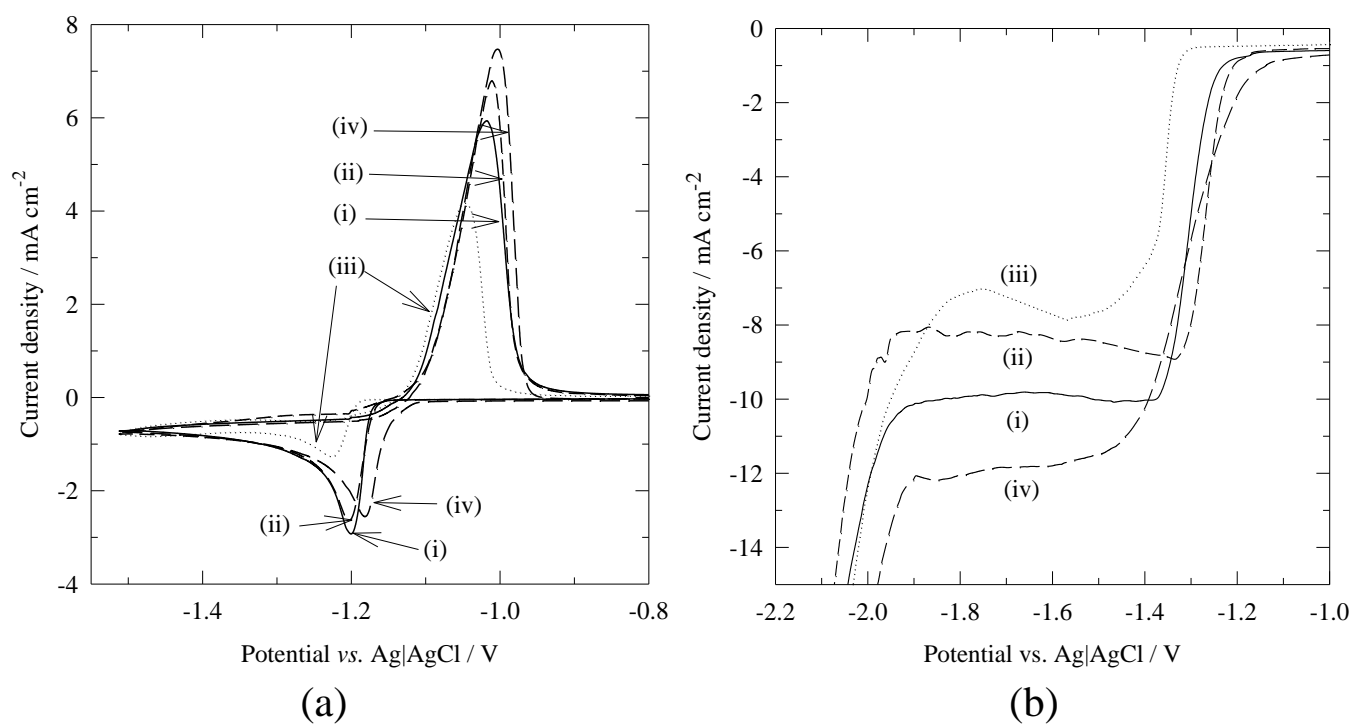 8
6
4
2
0
-2
-4
-1.4
-1.2
-1.0
-0.8
Current density / mA cm-2
Potential vs. Ag|AgCl / V
(iv)
(ii)
(i)
(iii)
(iv)
(ii)
(i)
(a)
0
-2
-4
-6
-8
-10
-12
-14
-2.2
-2.0
-1.8
-1.6
-1.4
-1.2
-1.0
Current density / mA cm-2
Potential vs. Ag|AgCl / V
(iii)
(ii)
(i)
(iv)
(b)